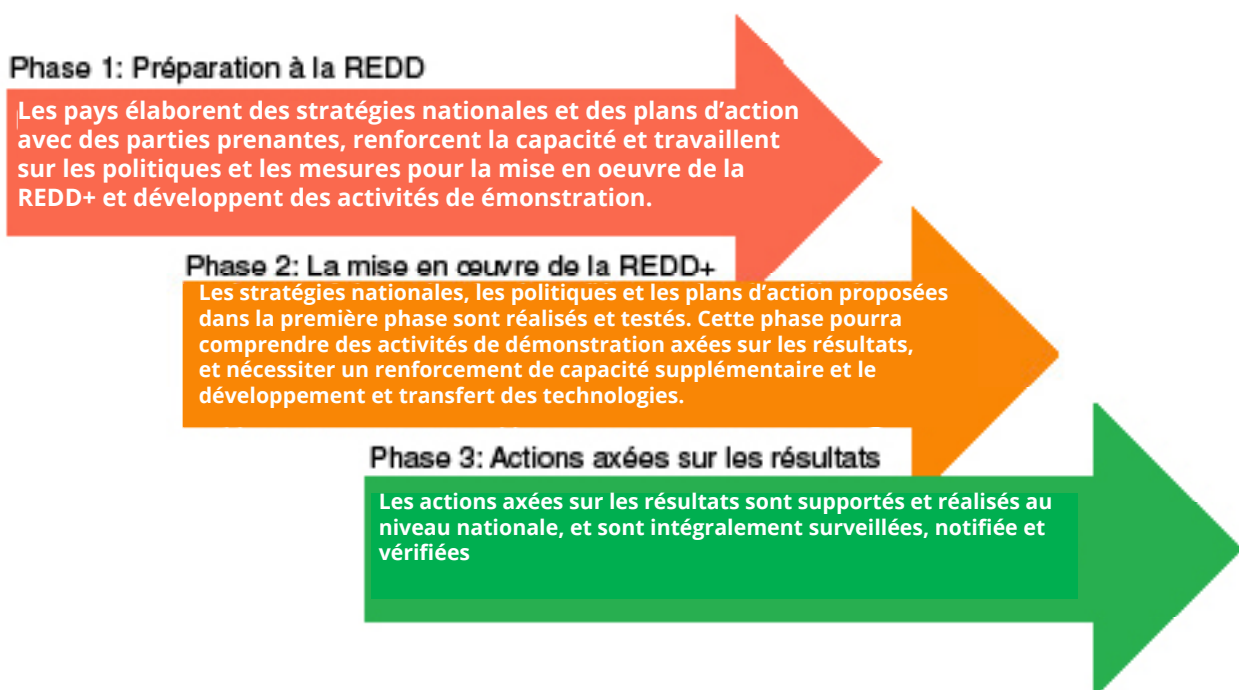 Phase 1: Préparation à la REDD
Les pays élaborent des stratégies nationales et des plans d’action
avec des parties prenantes, renforcent la capacité et travaillent
sur les politiques et les mesures pour la mise en oeuvre de la
REDD+ et développent des activités de émonstration.
Phase 2: La mise en œuvre de la REDD+
Les stratégies nationales, les politiques et les plans d’action proposées
dans la première phase sont réalisés et testés. Cette phase pourra
comprendre des activités de démonstration axées sur les résultats,
et nécessiter un renforcement de capacité supplémentaire et le
développement et transfert des technologies.
Phase 3: Actions axées sur les résultats
Les actions axées sur les résultats sont supportés et réalisés au
niveau nationale, et sont intégralement surveillées, notifiée et
vérifiées